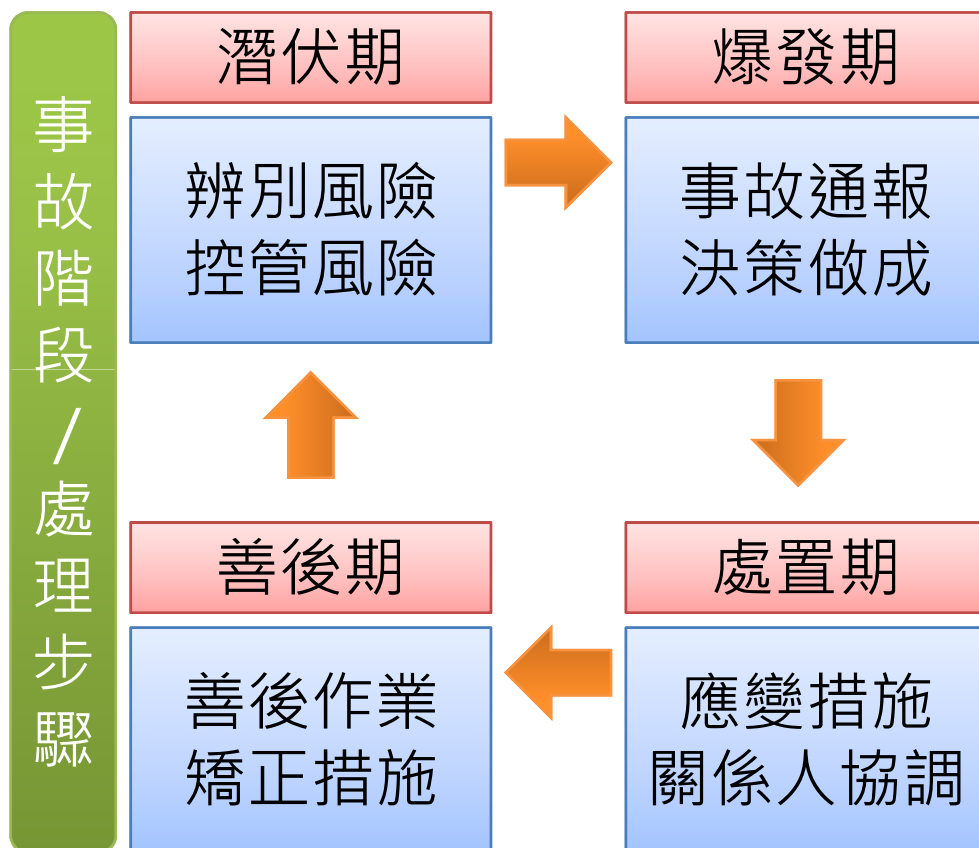 事故階段/處理步驟
潛伏期
辨別風險
控管風險
爆發期
事故通報
決策做成
處置期
應變措施
關係人協調
善後期
善後作業
矯正措施